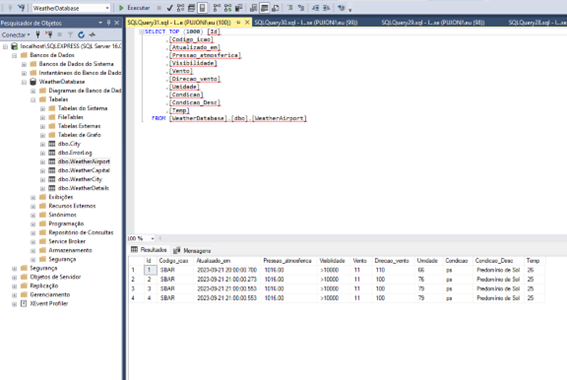 WeatherDatabase
Executar
Pesquisador de Objetos
Conectar
localhost\SQLEXPRESS (SQL Server 16.0
Bancos de Dados
Bancos de Dados do Sistema
Instantâneos do Banco de Dados
WeatherDatabase
Diagramas de Banco de Dad
Tabelas
Tabelas do Sistema
FileTables
Tabelas Externas
Tabelas de Grafo
dbo.City
dbo.ErrorLog
dbo.WeatherAirport
dbo.WeatherCapital
dbo.WeatherCity
dbo.WeatherDetails
Exibições
Recursos Externos
Sinônimos
Programação
Repositório de Consultas
Service Broker
Armazenamento
Segurança
Segurança
Objetos de Servidor
Replicação
Gerenciamento
XEvent Profiler
SQLQuery31.sql - l...e (PUJION\eu (100))
SQLQuery30.sql - l...e (PUJION\eu (98))
SQLQuery29.sql - l...e (PUJION\eu (99))
SQLQuery28.sql - l...e (PUJION
SELECT TOP (1000) [Id]
,[Codigo_icao]
,[Atualizado_em]
,[Pressao_atmosferica]
,[Visibilidade]
,[Vento]
,[Direcao_vento]
,[Umidade]
,[Condicao]
,[Condicao_Desc]
,[Temp]
FROM [WeatherDatabase].[dbo].[WeatherAirport]
100 %
Resultados Mensagens
Id Codigo_icao Atualizado_em Pressao_atmosferica Visibilidade Vento Direcao_vento Umidade Condicao Condicao_Desc Temp
1 1 SBAR 2023-09-21 20:00:00.700 1016.00 >10000 11 110 66 ps Predomínio de Sol 26
2 2 SBAR 2023-09-21 21:00:00.273 1016.00 >10000 11 100 76 ps Predomínio de Sol 25
3 3 SBAR 2023-09-21 21:00:00.553 1016.00 >10000 11 100 79 ps Predomínio de Sol 25
4 4 SBAR 2023-09-21 21:00:00.553 1016.00 >10000 11 100 79 ps Predomínio de Sol 25